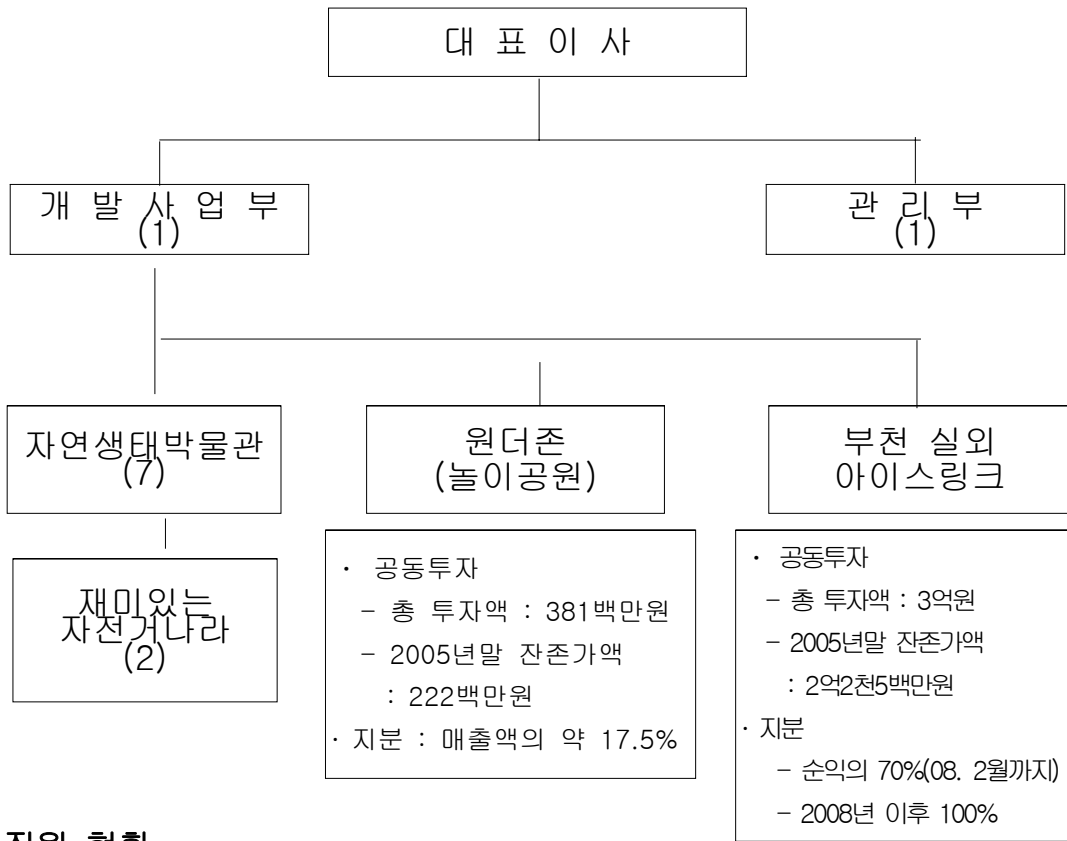 대 표 이 사
개 발 사 업 부
(1)
관 리 부
(1)
자연생태박물관
(7)
원더존
(놀이공원)
부천 실외
아이스링크
재미있는
자전거나라
(2)
· 공동투자
- 총 투자액 : 381백만원
- 2005년말 잔존가액
: 222백만원
· 지분 : 매출액의 약 17.5%
· 공동투자
- 총 투자액 : 3억원
- 2005년말 잔존가액
: 2억2천5백만원
· 지분
- 순익의 70%(08. 2월까지)
- 2008년 이후 100%